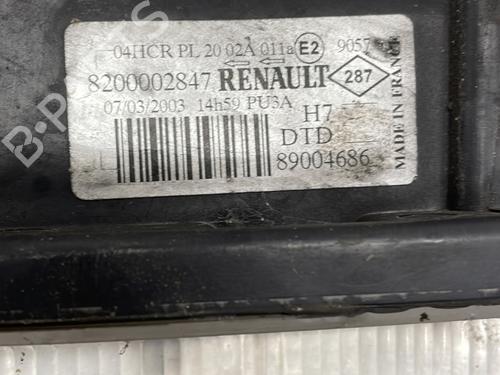 04HCR PL 20 02A 011a E2 9057
8200002847 RENAULT 287
07/03/2003 14h59 PU3A
H7
DTD
89004686
MADE IN FRANCE